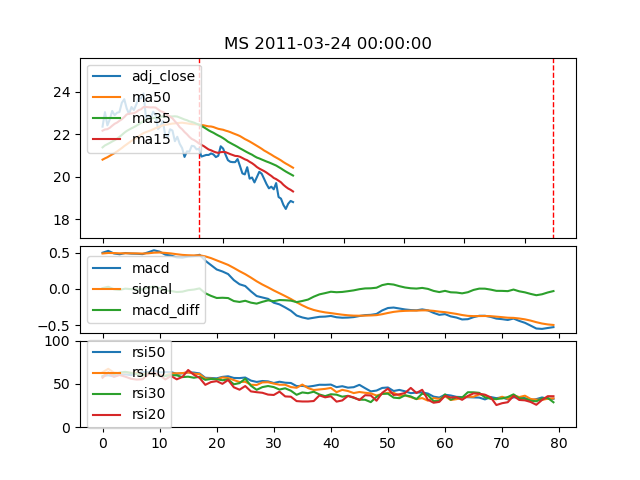 MS 2011-03-24 00:00:00
adj_close
ma50
ma35
ma15
24
22
20
18
macd
signal
macd_diff
0.5
0.0
−0.5
rsi50
rsi40
rsi30
rsi20
100
50
0
0 10 20 30 40 50 60 70 80